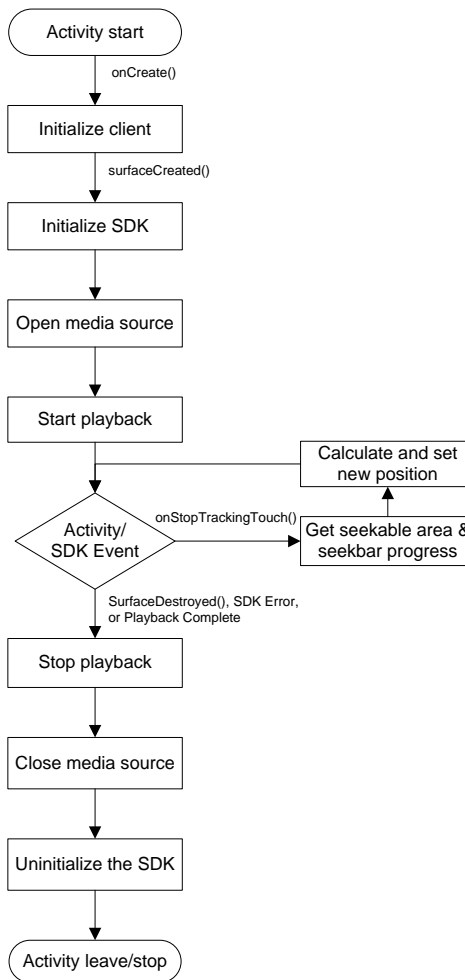 Activity start
onCreate()
Initialize client
surfaceCreated()
Initialize SDK
Open media source
Start playback
Calculate and set
new position
Activity/
SDK Event
onStopTrackingTouch()
Get seekable area &
seekbar progress
SurfaceDestroyed(), SDK Error,
or Playback Complete
Stop playback
Close media source
Uninitialize the SDK
Activity leave/stop